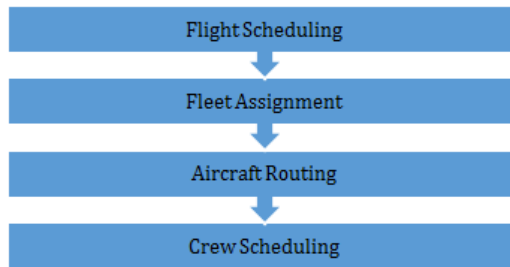 Flight Scheduling
Fleet Assignment
Aircraft Routing
Crew Scheduling